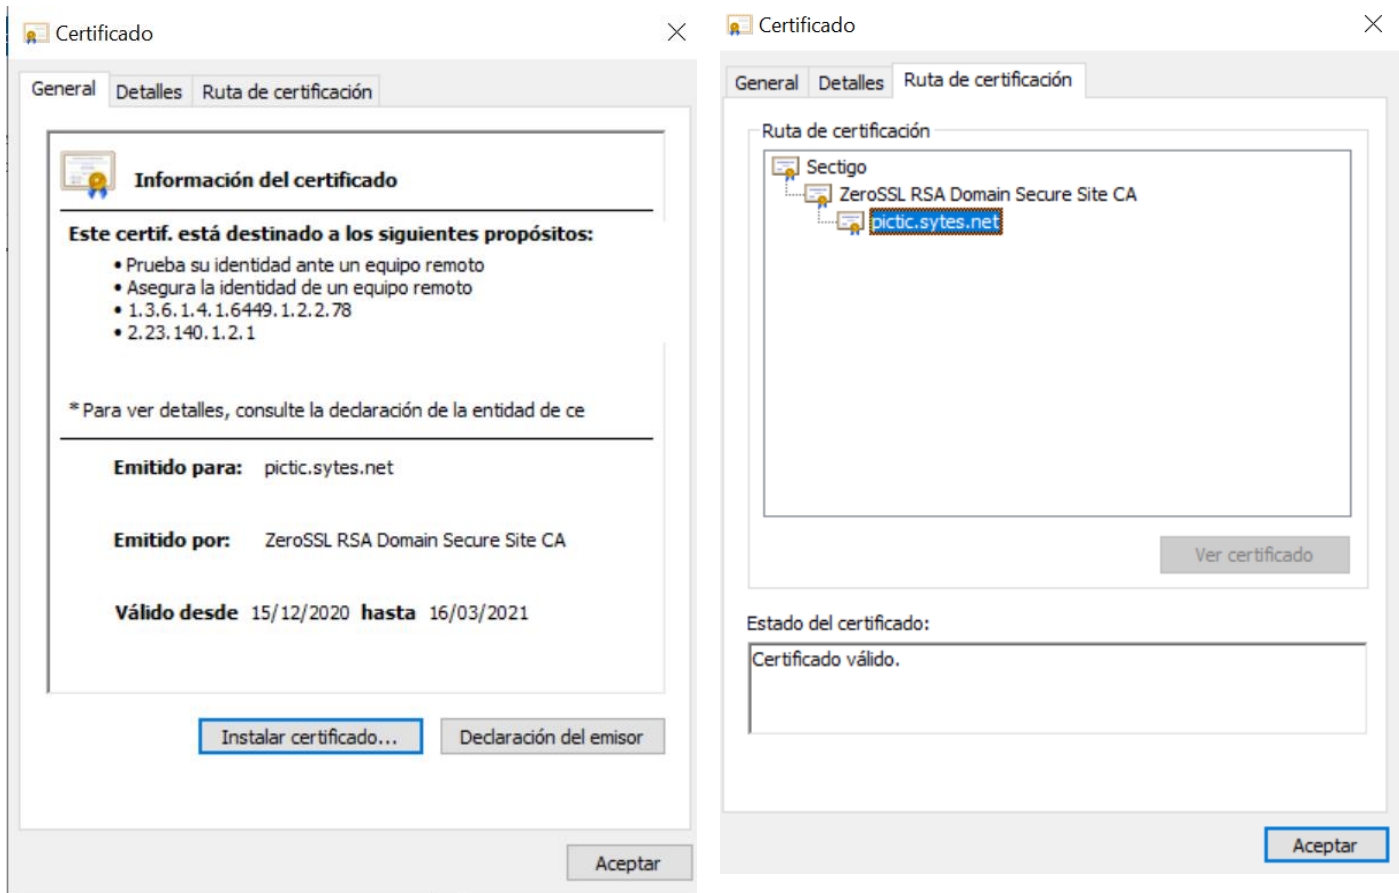 Certificado
General
Detalles
Ruta de certificación
Información del certificado
Este certif. está destinado a los siguientes propósitos:
• Prueba su identidad ante un equipo remoto
• Asegura la identidad de un equipo remoto
• 1.3.6.1.4.1.6449.1.2.2.78
• 2.23.140.1.2.1
* Para ver detalles, consulte la declaración de la entidad de ce
Emitido para: pictic.sytes.net
Emitido por: ZeroSSL RSA Domain Secure Site CA
Válido desde 15/12/2020 hasta 16/03/2021
Instalar certificado...
Declaración del emisor
Aceptar
Certificado
General
Detalles
Ruta de certificación
Ruta de certificación
Sectigo
ZeroSSL RSA Domain Secure Site CA
pictic.sytes.net
Ver certificado
Estado del certificado:
Certificado válido.
Aceptar